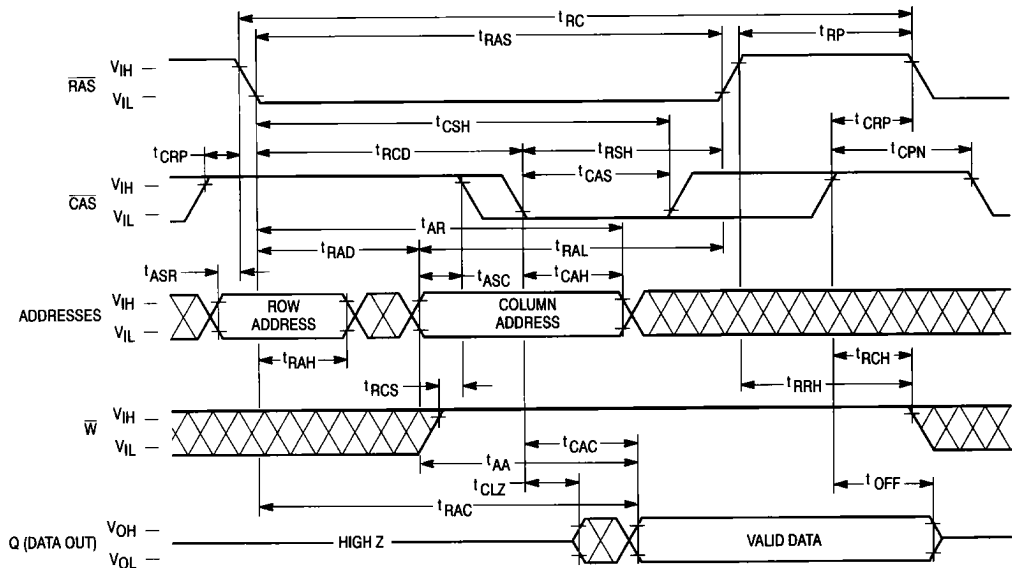 tRC
tRAS
tRP
VIH
RAS
VIL
tCSH
tCRP
tCRP
tRCD
tRSH
tCPN
tCAS
VIH
CAS
VIL
tAR
tRAD
tRAL
tASR
tASC
tCAH
VIH
ADDRESSES
ROW ADDRESS
COLUMN ADDRESS
VIL
tRAH
tRCH
tRCS
tRRH
VIH
W
VIL
tCAC
tAA
tCLZ
tOFF
tRAC
VOH
Q (DATA OUT)
HIGH Z
VALID DATA
VOL